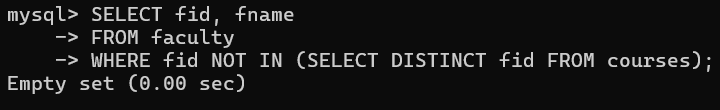 mysql> SELECT fid, fname
    -> FROM faculty
    -> WHERE fid NOT IN (SELECT DISTINCT fid FROM courses);
Empty set (0.00 sec)